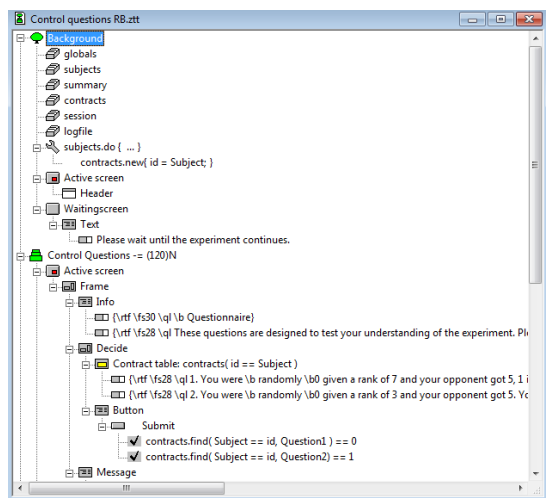 Control questions RB.ztt
Background
globals
subjects
summary
contracts
session
logfile
subjects.do { ... }
contracts.new{ id = Subject; }
Active screen
Header
Waitingscreen
Text
Please wait until the experiment continues.
Control Questions -= (120)N
Active screen
Frame
Info
{\rtf \fs30 \ql \b Questionnaire}
{\rtf \fs28 \ql These questions are designed to test your understanding of the experiment. Pl
Decide
Contract table: contracts( id == Subject )
{\rtf \fs28 \ql 1. You were \b randomly \b0 given a rank of 7 and your opponent got 5, 1 i
{\rtf \fs28 \ql 2. You were \b randomly \b0 given a rank of 3 and your opponent got 5. Yo
Button
Submit
contracts.find( Subject == id, Question1 ) == 0
contracts.find( Subject == id, Question2) == 1
Message